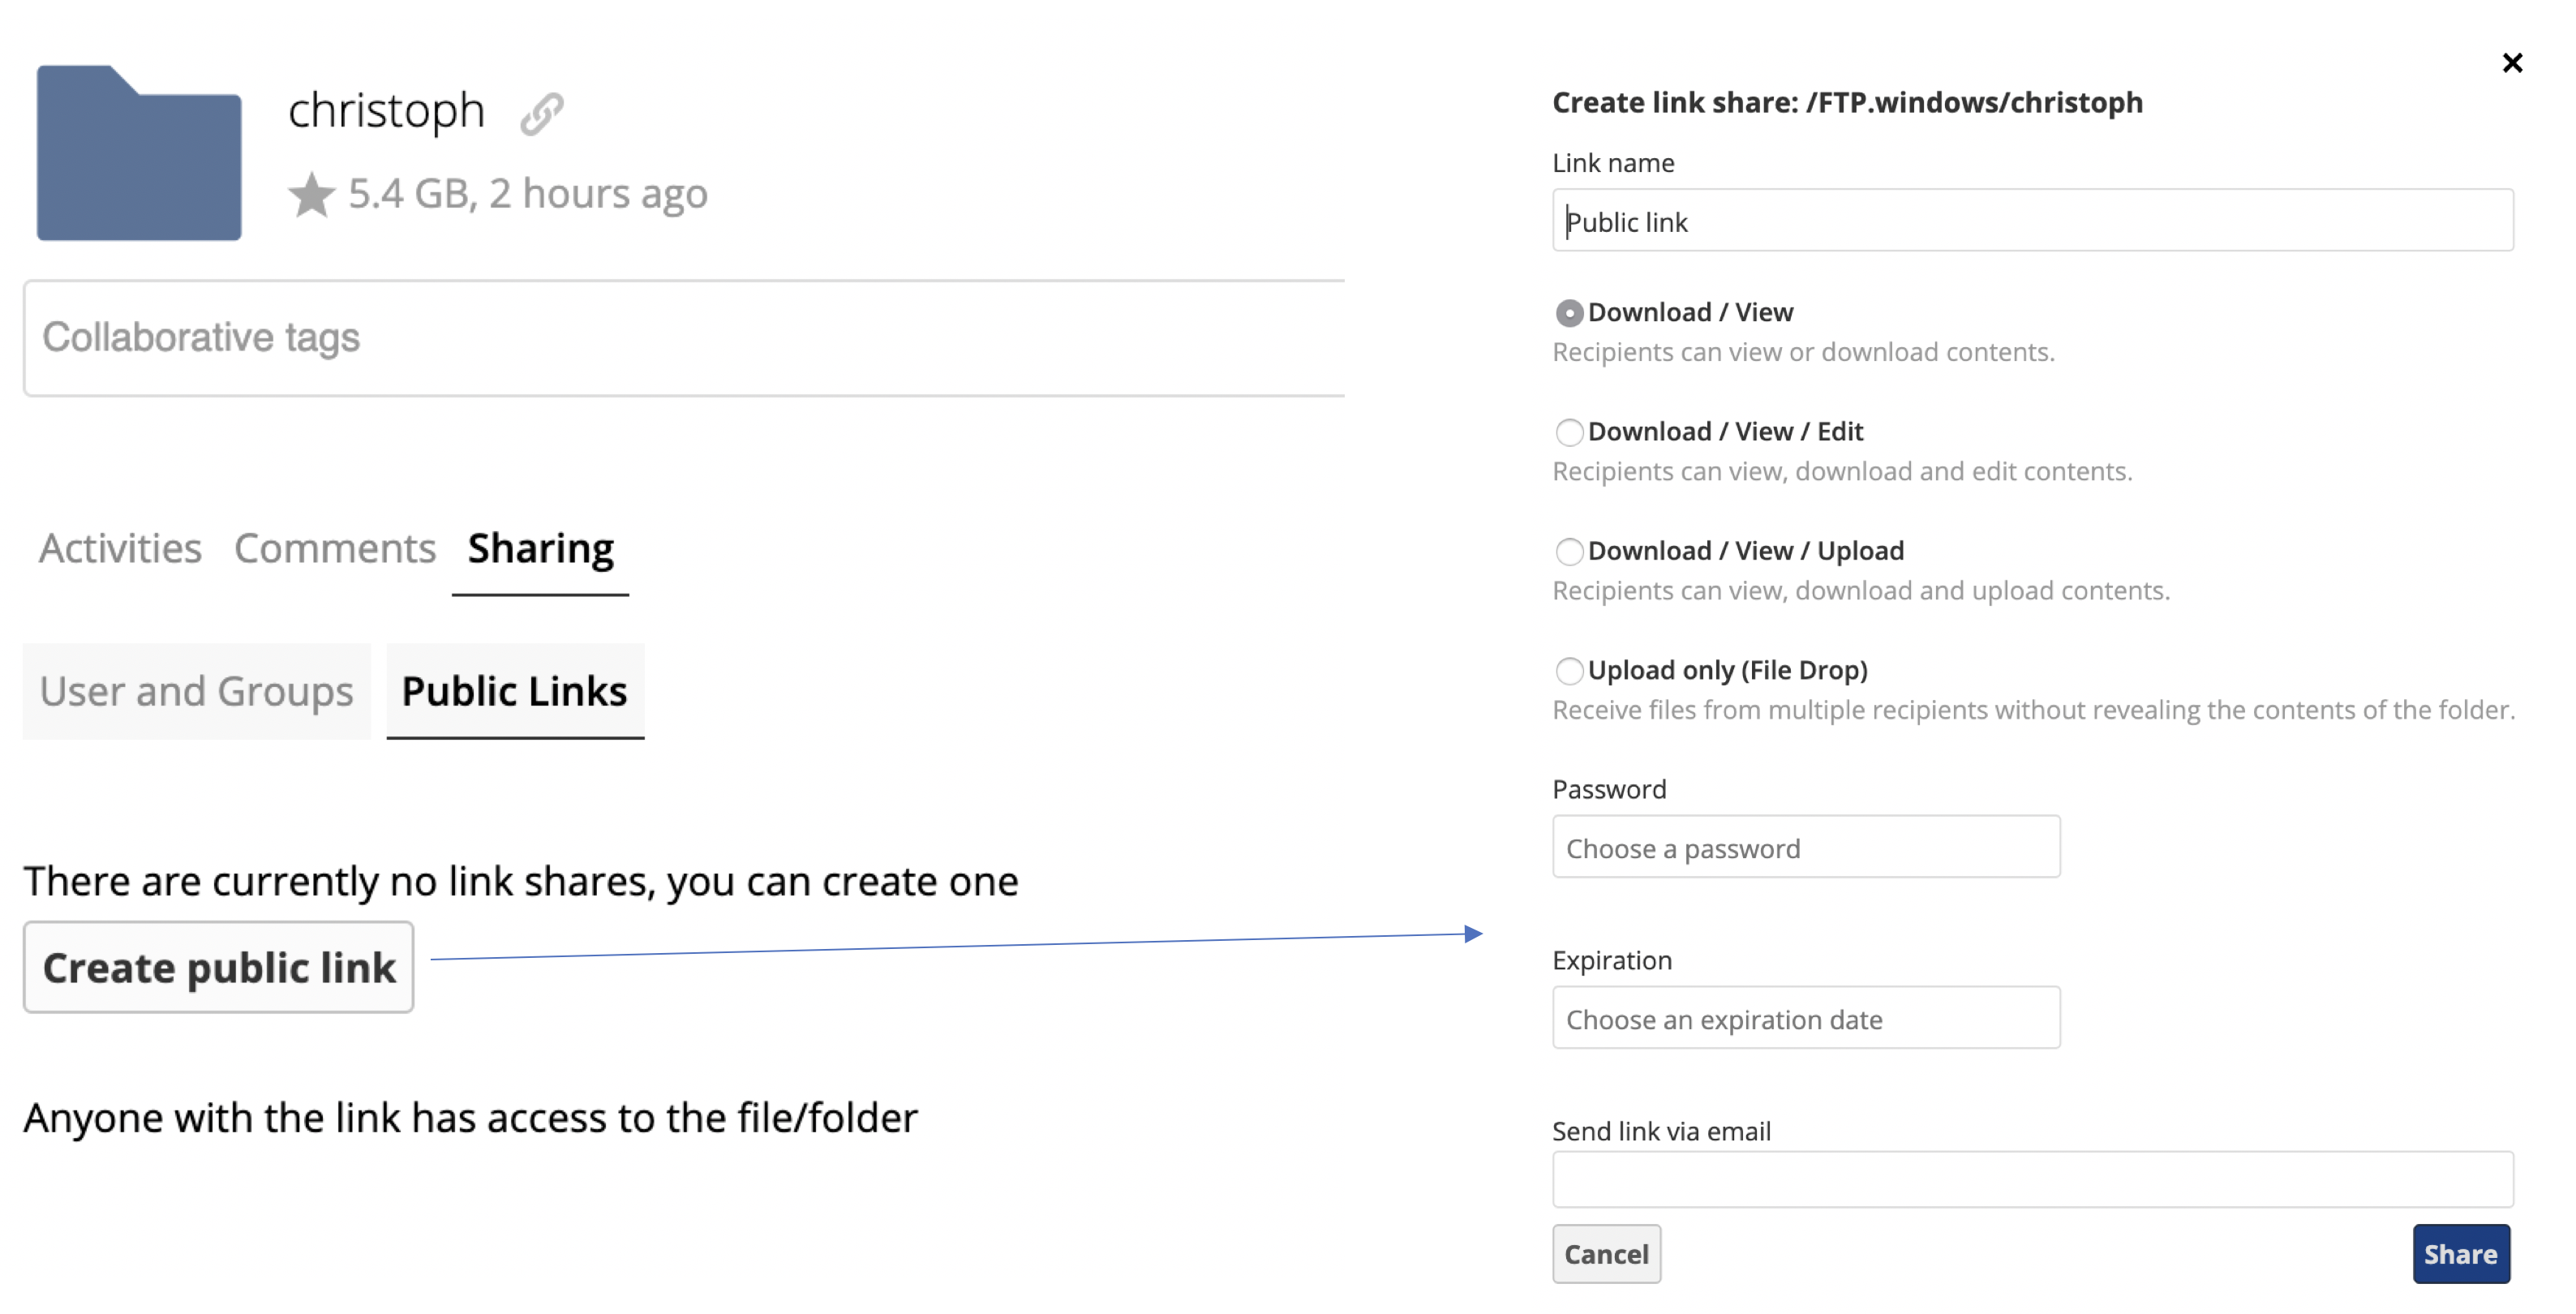 christoph
5.4 GB, 2 hours ago
Collaborative tags
Activities Comments Sharing
User and Groups Public Links
There are currently no link shares, you can create one
Create public link
Anyone with the link has access to the file/folder
Create link share: /FTP.windows/christoph
Link name
Public link
Download / View
Recipients can view or download contents.
Download / View / Edit
Recipients can view, download and edit contents.
Download / View / Upload
Recipients can view, download and upload contents.
Upload only (File Drop)
Receive files from multiple recipients without revealing the contents of the folder.
Password
Choose a password
Expiration
Choose an expiration date
Send link via email
Cancel Share